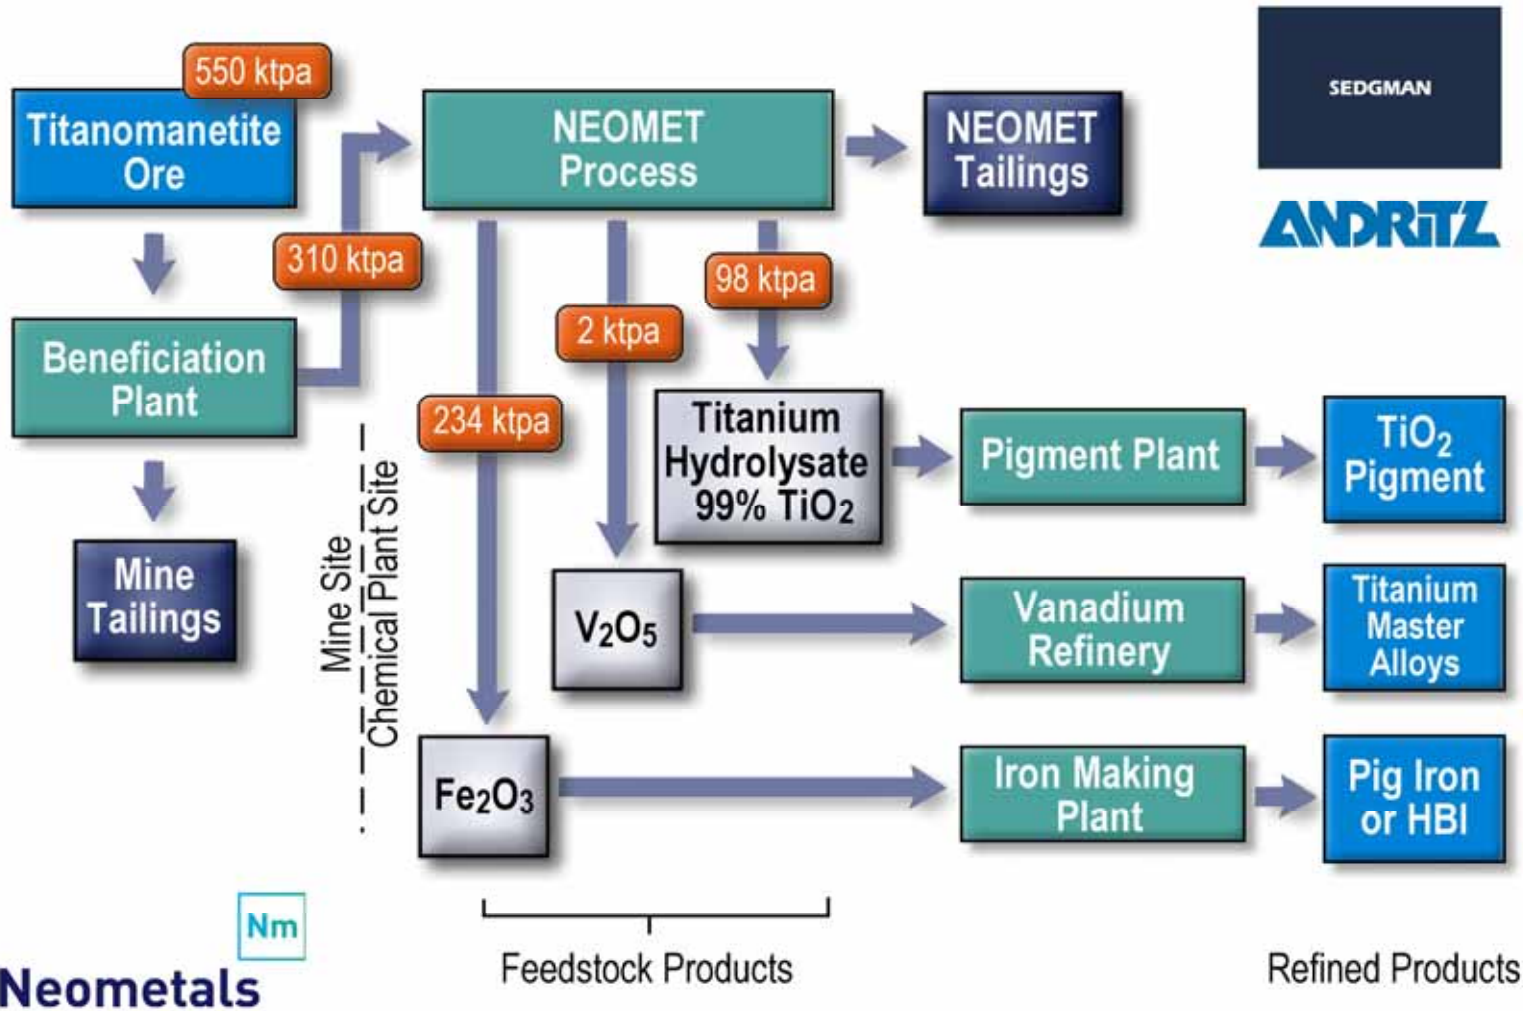 550 ktpa
Titanomanetite
Ore
NEOMET
Process
NEOMET
Tailings
SEDGMAN
ANDRITZ
310 ktpa
98 ktpa
2 ktpa
234 ktpa
Beneficiation
Plant
Mine
Tailings
Mine Site
Chemical Plant Site
Titanium
Hydrolysate
99% TiO₂
Pigment Plant
TiO₂
Pigment
V₂O₅
Vanadium
Refinery
Titanium
Master
Alloys
Fe₂O₃
Iron Making
Plant
Pig Iron
or HBI
Nm
Neometals
Feedstock Products
Refined Products